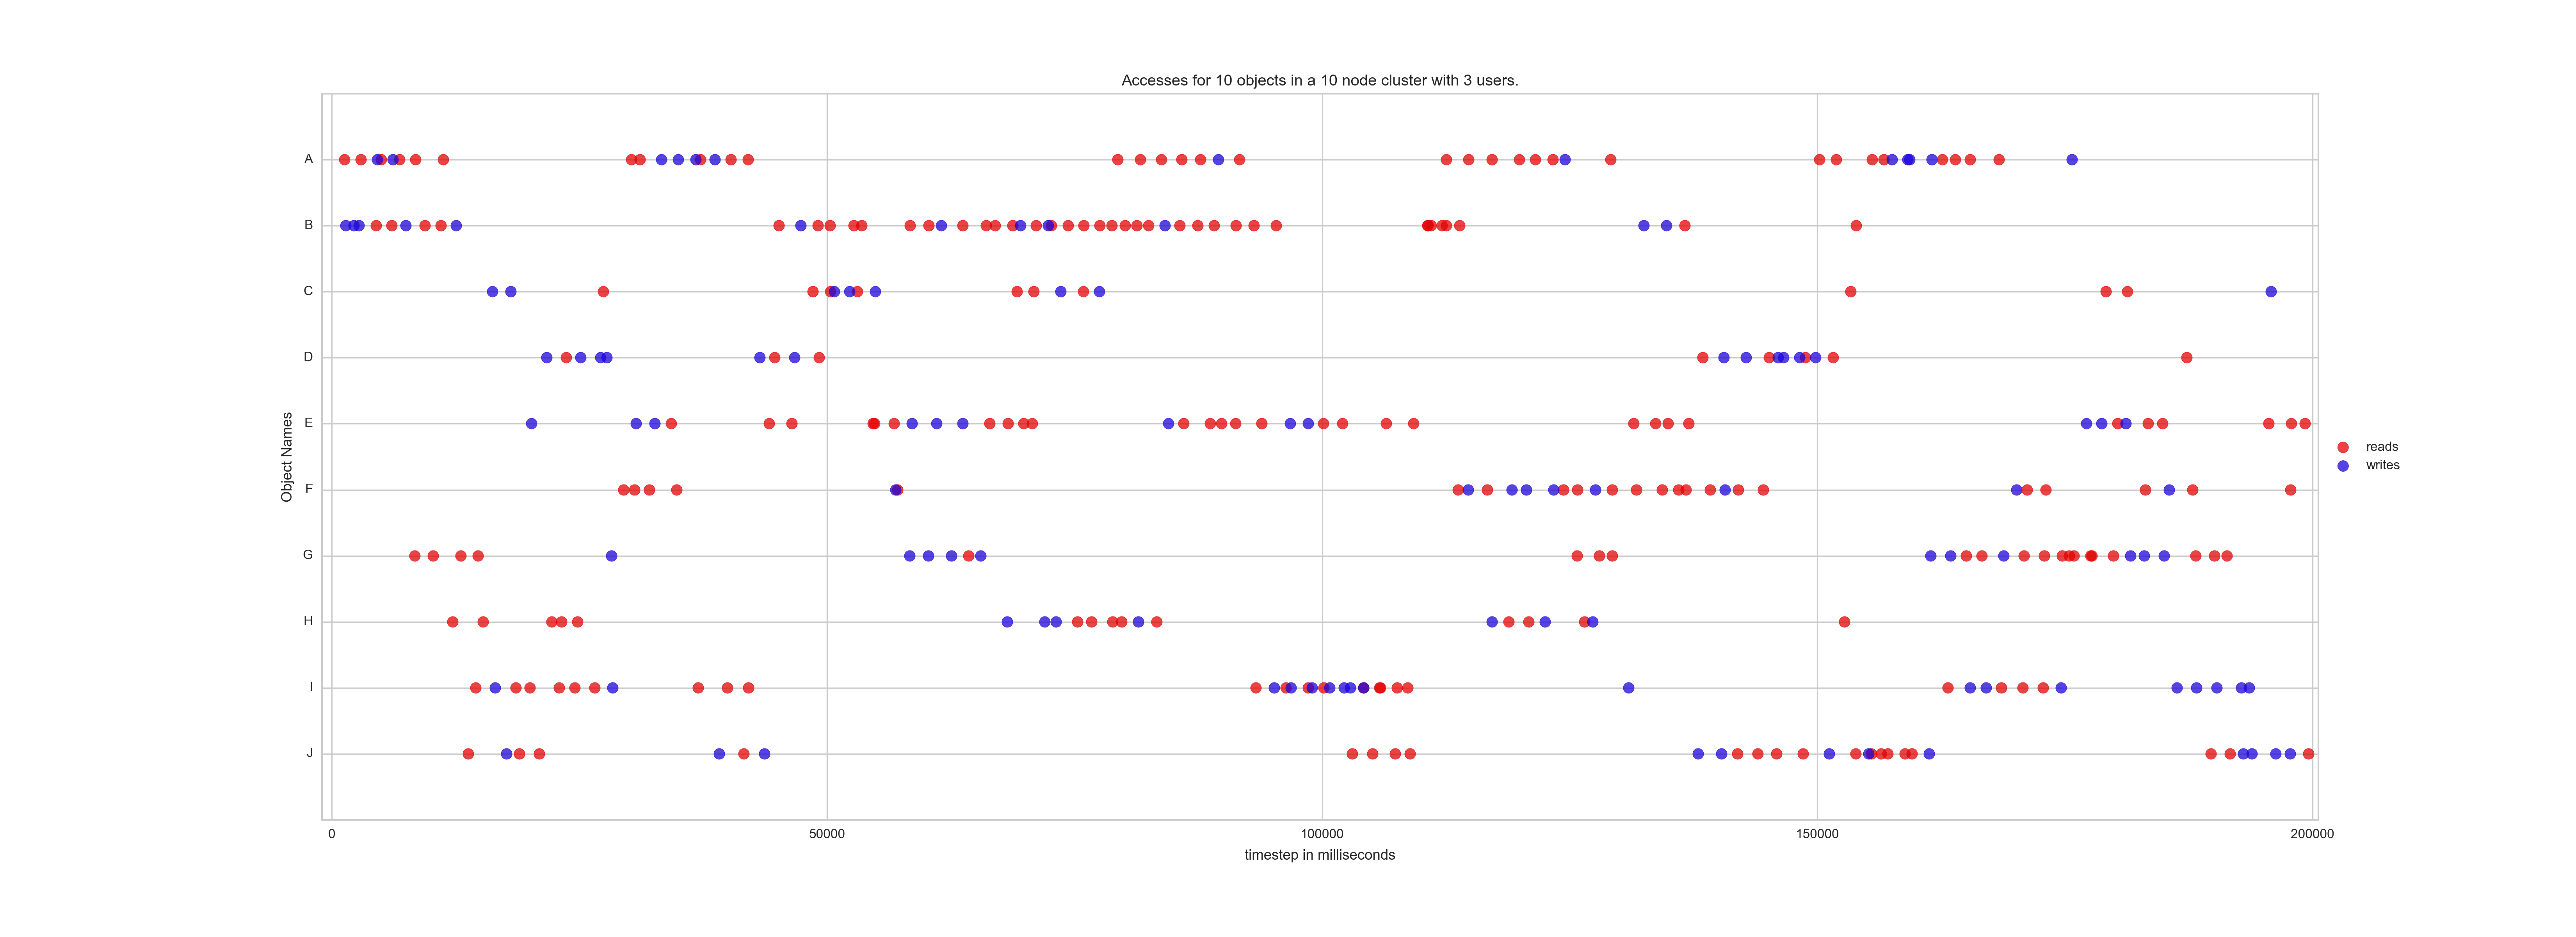 Accesses for 10 objects in a 10 node cluster with 3 users.
Object Names
A
B
C
D
E
F
G
H
I
J
reads
writes
0 50000 100000 150000 200000
timestep in milliseconds